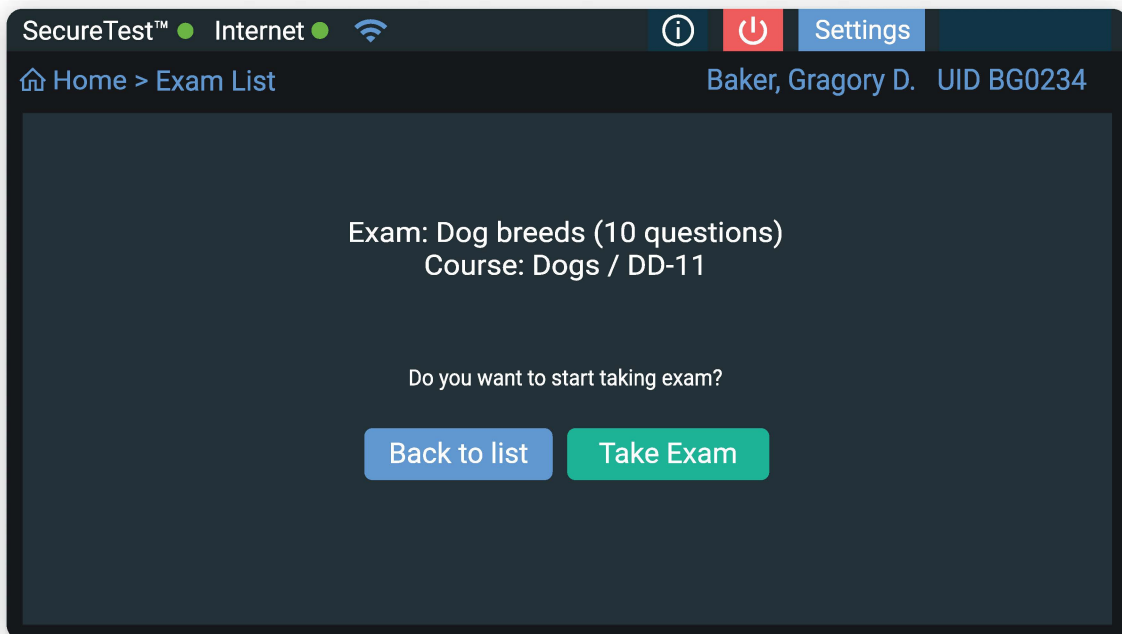 SecureTest™ Internet Settings
Home > Exam List Baker, Gragory D. UID BG0234
Exam: Dog breeds (10 questions)
Course: Dogs / DD-11
Do you want to start taking exam?
Back to list Take Exam